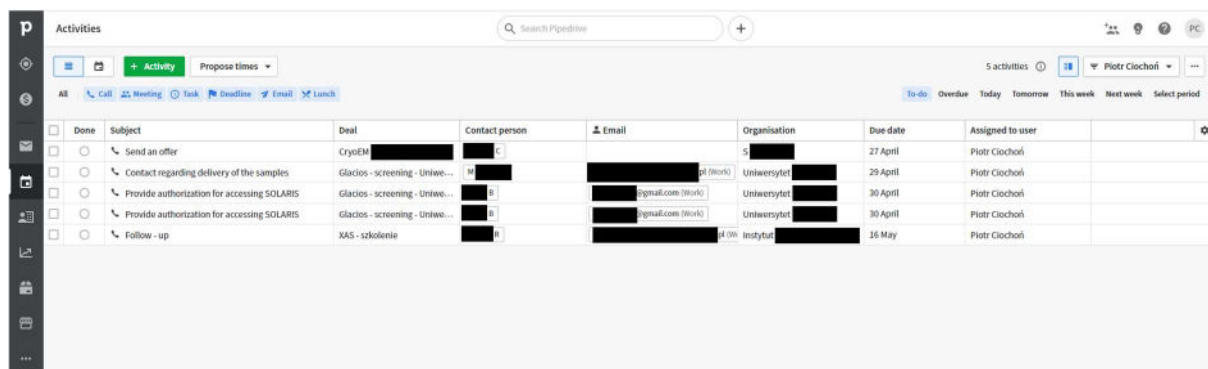 p Activities Search Pipedrive + PC
+ Activity Propose times 5 activities Piotr Ciochoń ...
All Call Meeting Task Deadline Email Lunch To-do Overdue Today Tomorrow This week Next week Select period
Done Subject Deal Contact person Email Organisation Due date Assigned to user
Send an offer CryoEM C S 27 April Piotr Ciochoń
Contact regarding delivery of the samples Glacios - screening - Uniwe... M pl (Work) Uniwersytet 29 April Piotr Ciochoń
Provide authorization for accessing SOLARIS Glacios - screening - Uniwe... B @gmail.com (Work) Uniwersytet 30 April Piotr Ciochoń
Provide authorization for accessing SOLARIS Glacios - screening - Uniwe... B @gmail.com (Work) Uniwersytet 30 April Piotr Ciochoń
Follow - up XAS - szkolenie R pl (Wo Instytut 16 May Piotr Ciochoń